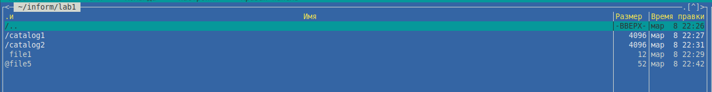 <- ~/inform/lab1 .[^]>
.и Имя Размер Время правки
/.. -ВВЕРХ- мар 8 22:26
/catalog1 4096 мар 8 22:27
/catalog2 4096 мар 8 22:31
file1 12 мар 8 22:29
@file5 52 мар 8 22:42